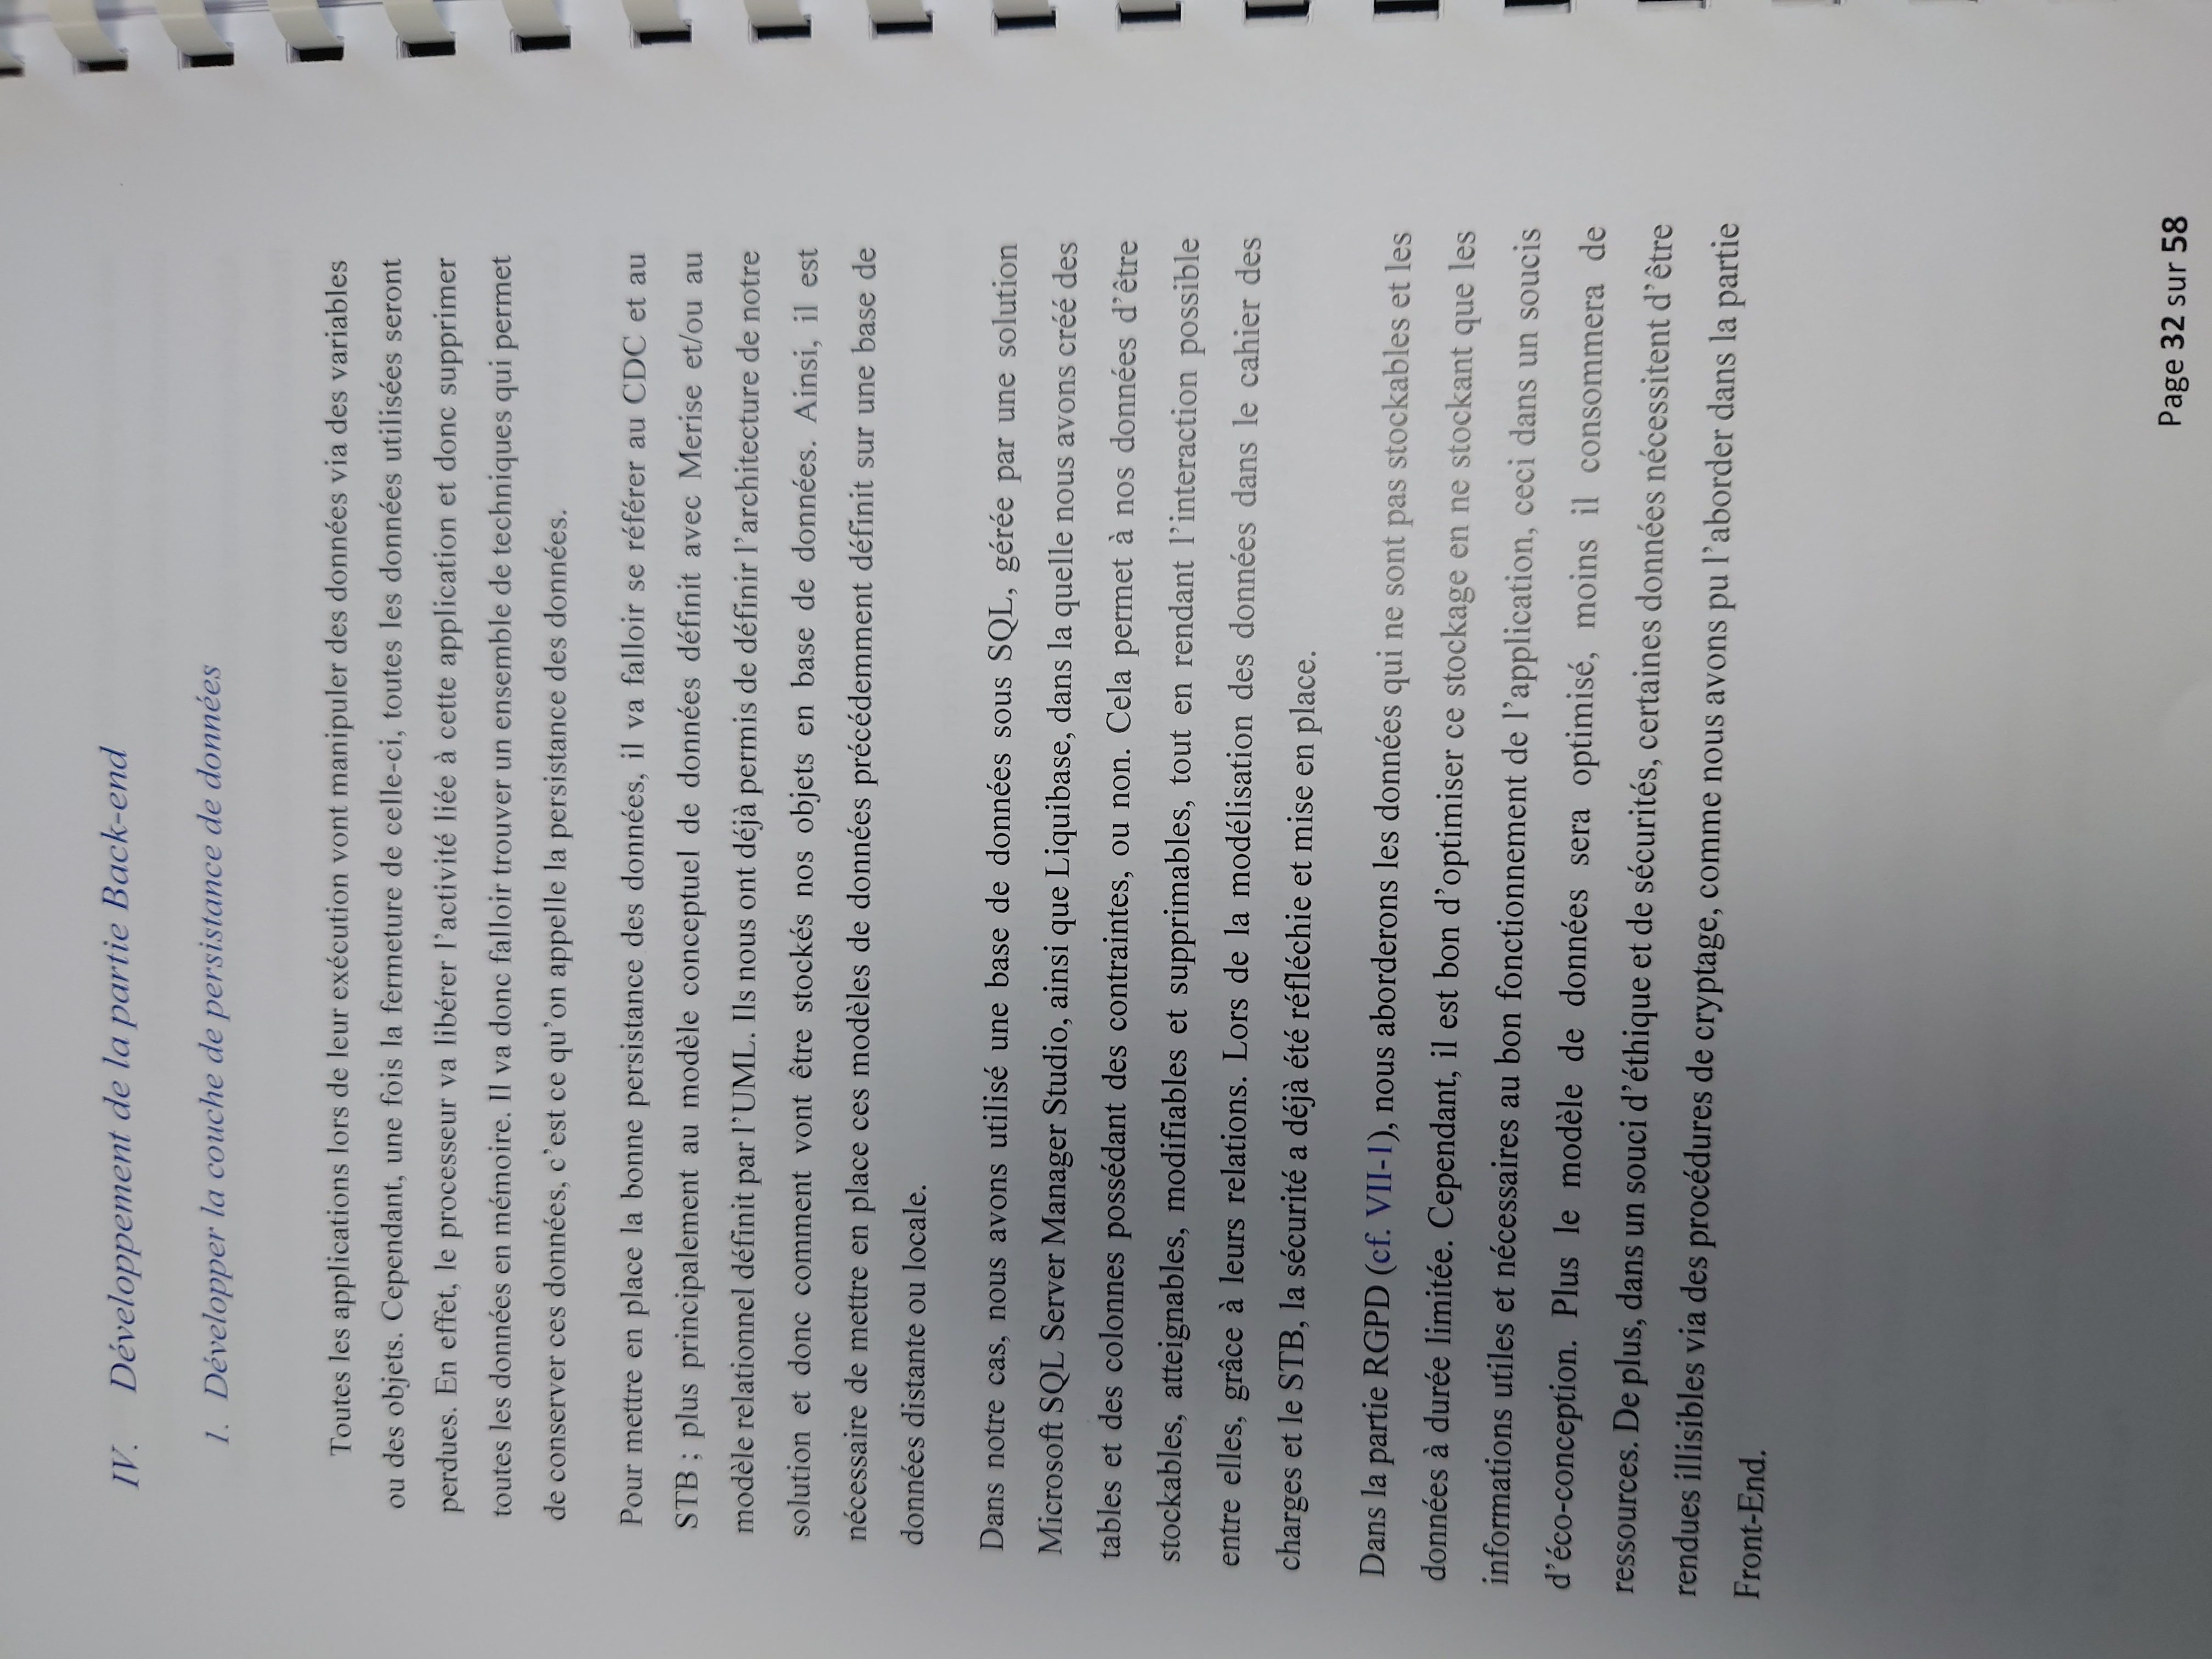 IV. Développement de la partie Back-end
1. Développer la couche de persistance de données
Toutes les applications lors de leur exécution vont manipuler des données via des variables
ou des objets. Cependant, une fois la fermeture de celle-ci, toutes les données utilisées seront
perdues. En effet, le processeur va libérer l'activité liée à cette application et donc supprimer
toutes les données en mémoire. Il va donc falloir trouver un ensemble de techniques qui permet
de conserver ces données, c'est ce qu'on appelle la persistance des données.
Pour mettre en place la bonne persistance des données, il va falloir se référer au CDC et au
STB ; plus principalement au modèle conceptuel de données définit avec Merise et/ou au
modèle relationnel définit par l'UML. Ils nous ont déjà permis de définir l'architecture de notre
solution et donc comment vont être stockés nos objets en base de données. Ainsi, il est
nécessaire de mettre en place ces modèles de données précédemment définit sur une base de
données distante ou locale.
Dans notre cas, nous avons utilisé une base de données sous SQL, gérée par une solution
Microsoft SQL Server Manager Studio, ainsi que Liquibase, dans la quelle nous avons créé des
tables et des colonnes possédant des contraintes, ou non. Cela permet à nos données d'être
stockables, atteignables, modifiables et supprimables, tout en rendant l'interaction possible
entre elles, grâce à leurs relations. Lors de la modélisation des données dans le cahier des
charges et le STB, la sécurité a déjà été réfléchie et mise en place.
Dans la partie RGPD (cf. VII-1), nous aborderons les données qui ne sont pas stockables et les
données à durée limitée. Cependant, il est bon d'optimiser ce stockage en ne stockant que les
informations utiles et nécessaires au bon fonctionnement de l'application, ceci dans un soucis
d'éco-conception. Plus le modèle de données sera optimisé, moins il consommera de
ressources. De plus, dans un souci d'éthique et de sécurités, certaines données nécessitent d'être
rendues illisibles via des procédures de cryptage, comme nous avons pu l'aborder dans la partie
Front-End.
Page 32 sur 58